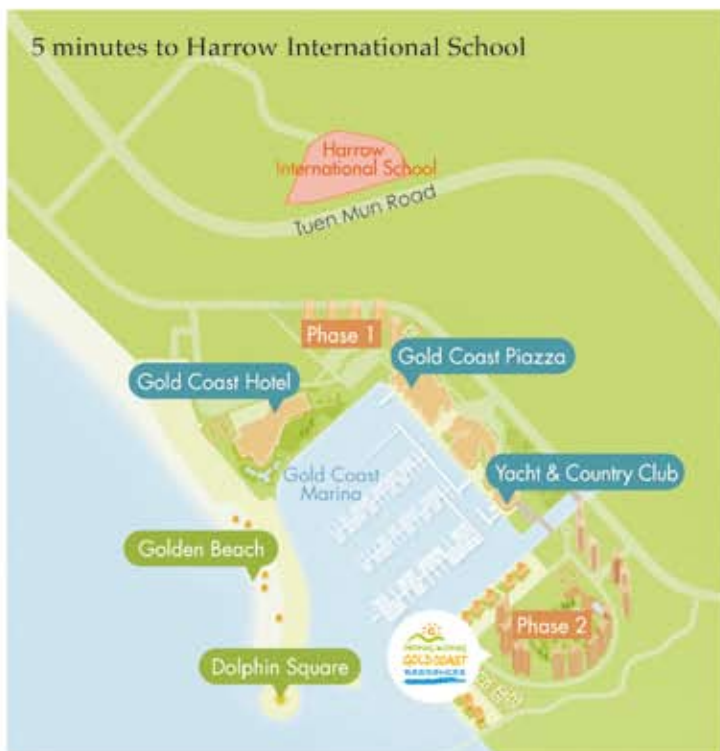 5 minutes to Harrow International School
Harrow
International School
Tuen Mun Road
Phase 1
Gold Coast Piazza
Gold Coast Hotel
Gold Coast
Marina
Yacht & Country Club
Golden Beach
Phase 2
GOLD COAST
Dolphin Square